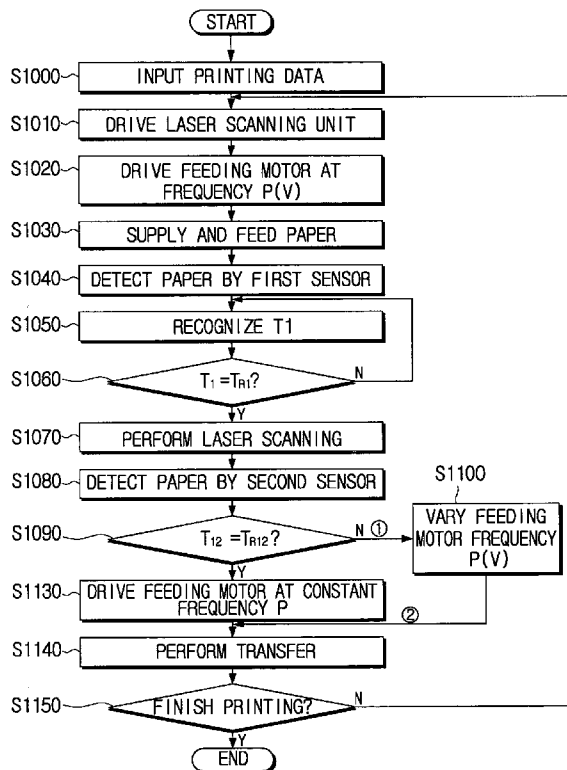 START
S1000 INPUT PRINTING DATA
S1010 DRIVE LASER SCANNING UNIT
S1020 DRIVE FEEDING MOTOR AT
FREQUENCY P(V)
S1030 SUPPLY AND FEED PAPER
S1040 DETECT PAPER BY FIRST SENSOR
S1050 RECOGNIZE T1
S1060 T1 =TR1? N
Y
S1070 PERFORM LASER SCANNING
S1080 DETECT PAPER BY SECOND SENSOR
S1100
S1090 T12 =TR12? N ①
VARY FEEDING
MOTOR FREQUENCY
P(V)
Y
S1130 DRIVE FEEDING MOTOR AT CONSTANT
FREQUENCY P
②
S1140 PERFORM TRANSFER
S1150 FINISH PRINTING? N
Y
END